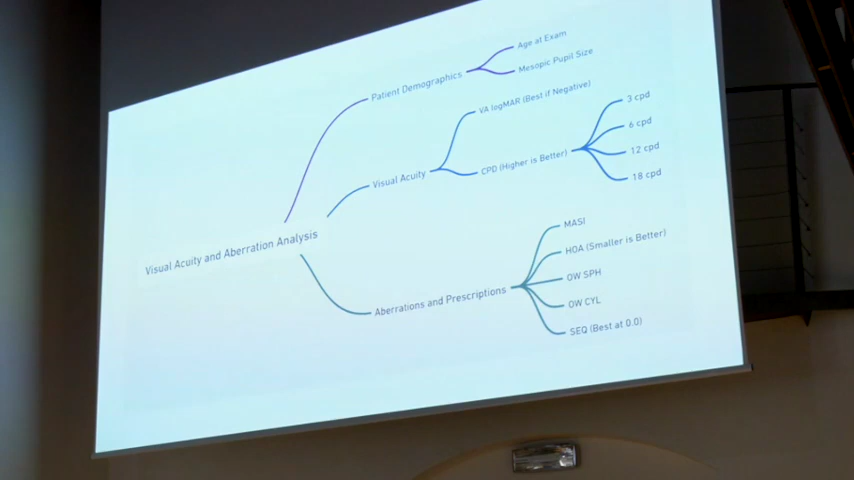 Visual Acuity and Aberration Analysis
Patient Demographics
Age at Exam
Mesopic Pupil Size
Visual Acuity
VA logMAR (Best if Negative)
CPD (Higher is Better)
3 cpd
6 cpd
12 cpd
18 cpd
Aberrations and Prescriptions
MASI
HOA (Smaller is Better)
OW SPH
OW CYL
SEQ (Best at 0.0)